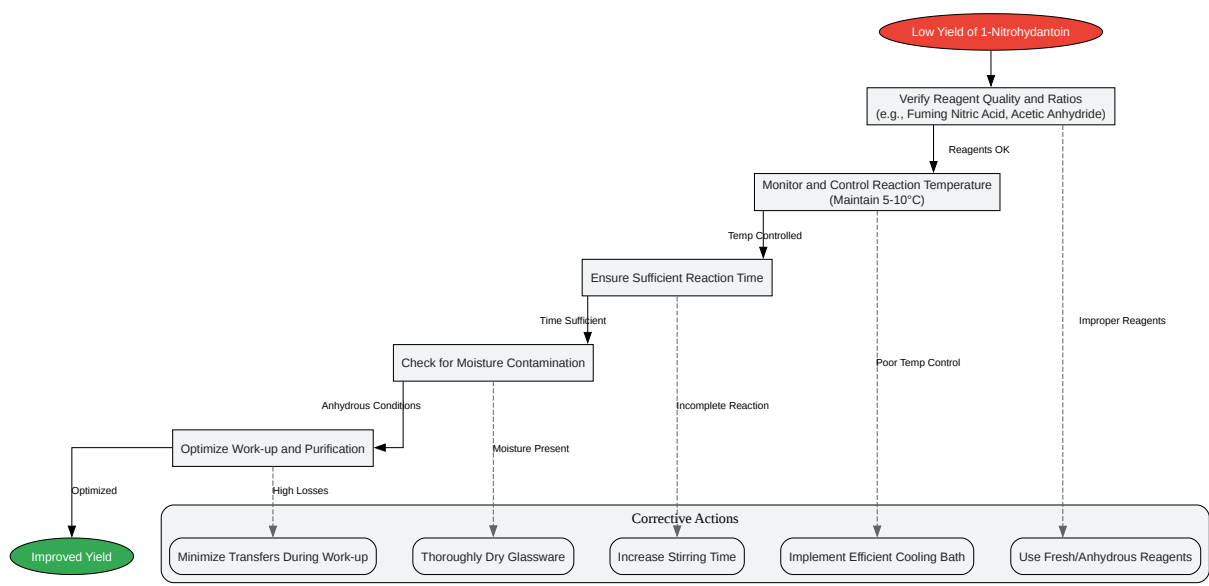 Low Yield of 1-Nitrohydantoin
Verify Reagent Quality and Ratios
(e.g., Fuming Nitric Acid, Acetic Anhydride)
Reagents OK
Monitor and Control Reaction Temperature
(Maintain 5-10°C)
Temp Controlled
Ensure Sufficient Reaction Time
Time Sufficient
Improper Reagents
Check for Moisture Contamination
Poor Temp Control
Anhydrous Conditions
Incomplete Reaction
Optimize Work-up and Purification
Moisture Present
Optimized
High Losses
Corrective Actions
Improved Yield
Minimize Transfers During Work-up
Thoroughly Dry Glassware
Increase Stirring Time
Implement Efficient Cooling Bath
Use Fresh/Anhydrous Reagents